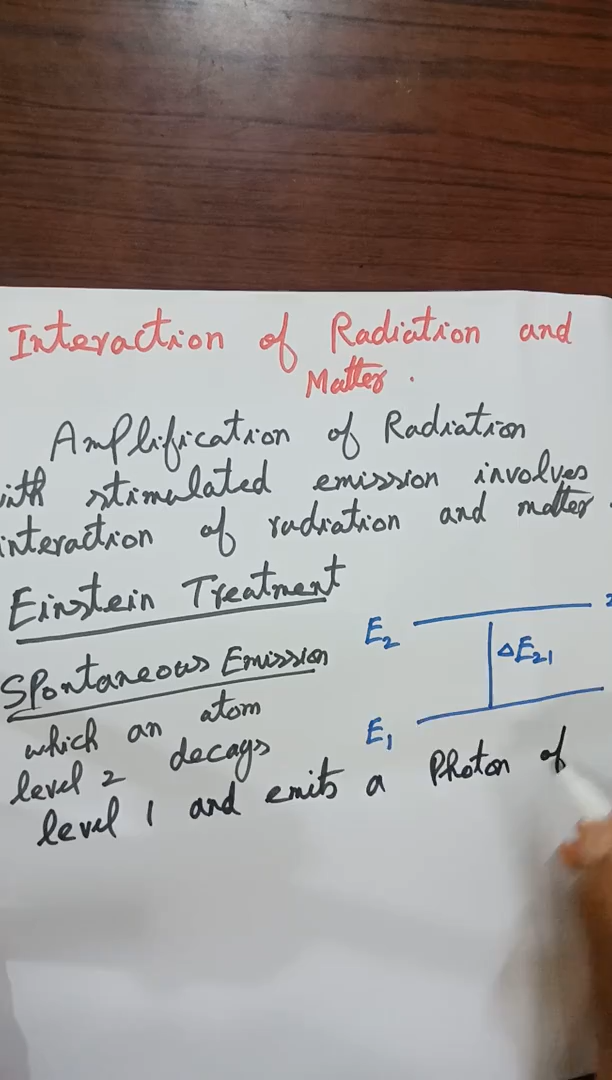 Interaction of Radiation and
Matter.
Amplification of Radiation
ith stimulated emission involves
interaction of radiation and matter.
Einstein Treatment
E2
ΔE21
Spontaneous Emission
which an atom
E1
level 2 decays
level 1 and emits a Photon of